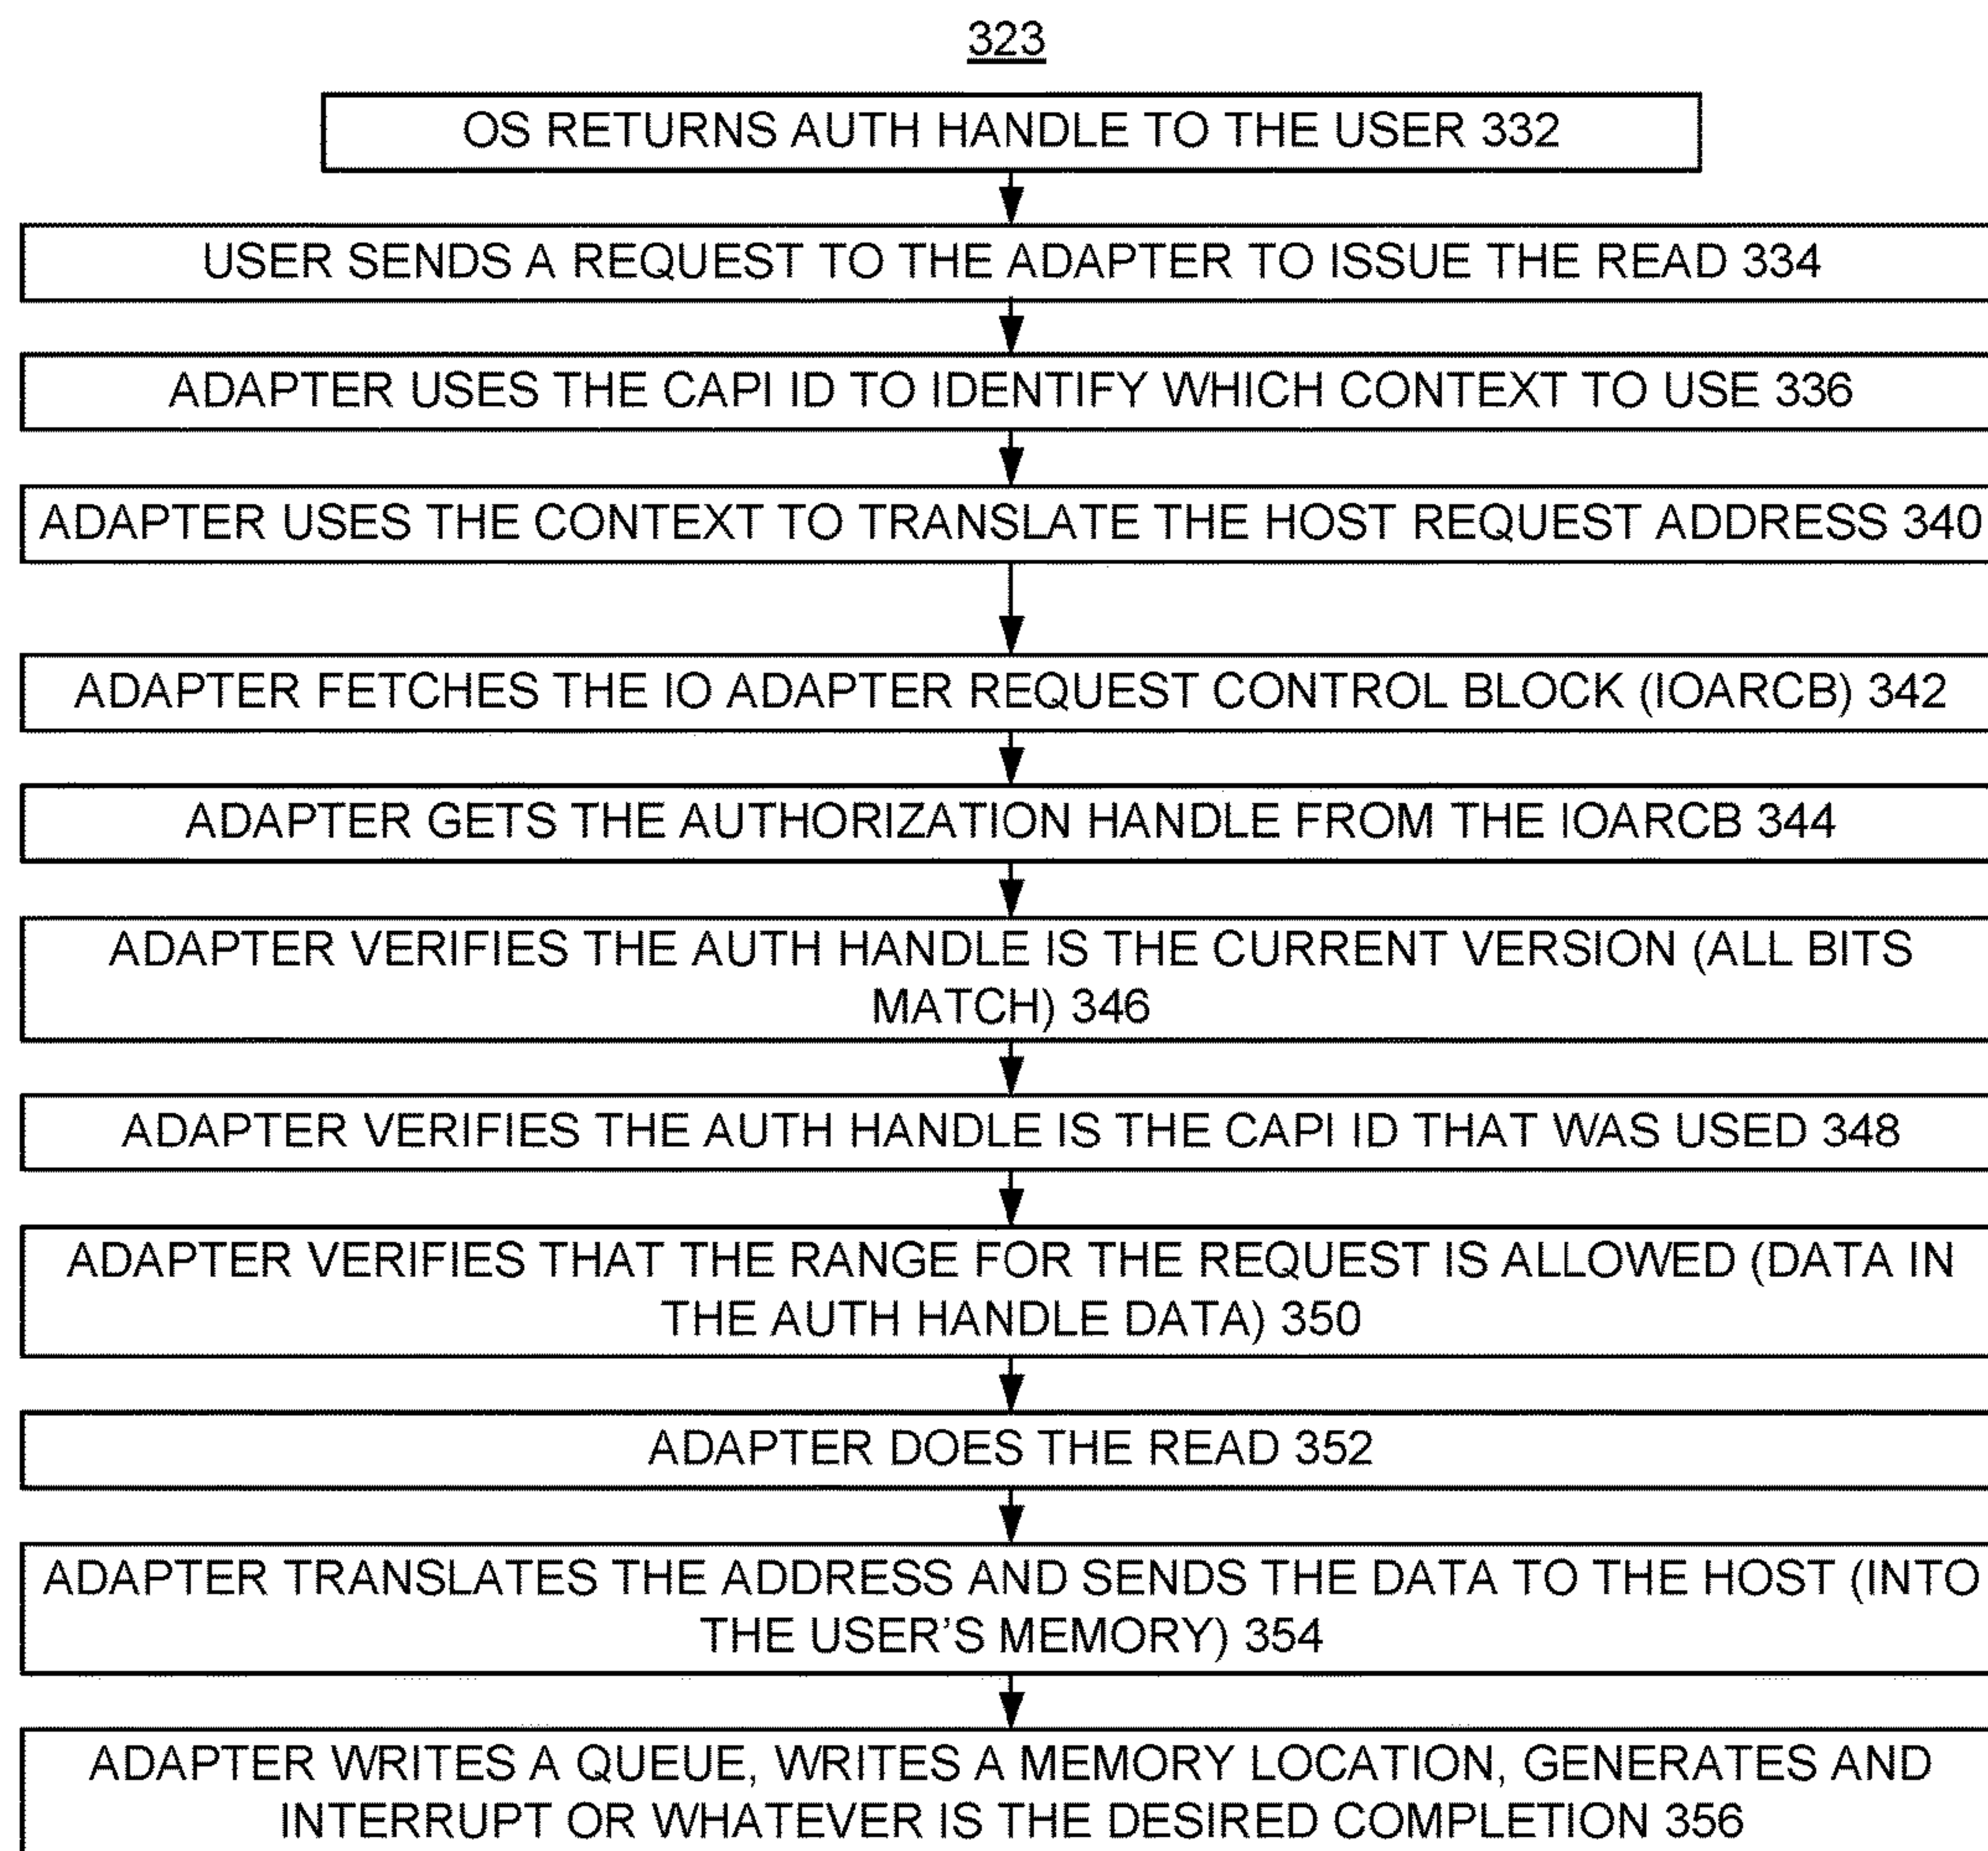 323
OS RETURNS AUTH HANDLE TO THE USER 332
USER SENDS A REQUEST TO THE ADAPTER TO ISSUE THE READ 334
ADAPTER USES THE CAPI ID TO IDENTIFY WHICH CONTEXT TO USE 336
ADAPTER USES THE CONTEXT TO TRANSLATE THE HOST REQUEST ADDRESS 340
ADAPTER FETCHES THE IO ADAPTER REQUEST CONTROL BLOCK (IOARCB) 342
ADAPTER GETS THE AUTHORIZATION HANDLE FROM THE IOARCB 344
ADAPTER VERIFIES THE AUTH HANDLE IS THE CURRENT VERSION (ALL BITS
MATCH) 346
ADAPTER VERIFIES THE AUTH HANDLE IS THE CAPI ID THAT WAS USED 348
ADAPTER VERIFIES THAT THE RANGE FOR THE REQUEST IS ALLOWED (DATA IN
THE AUTH HANDLE DATA) 350
ADAPTER DOES THE READ 352
ADAPTER TRANSLATES THE ADDRESS AND SENDS THE DATA TO THE HOST (INTO
THE USER'S MEMORY) 354
ADAPTER WRITES A QUEUE, WRITES A MEMORY LOCATION, GENERATES AND
INTERRUPT OR WHATEVER IS THE DESIRED COMPLETION 356